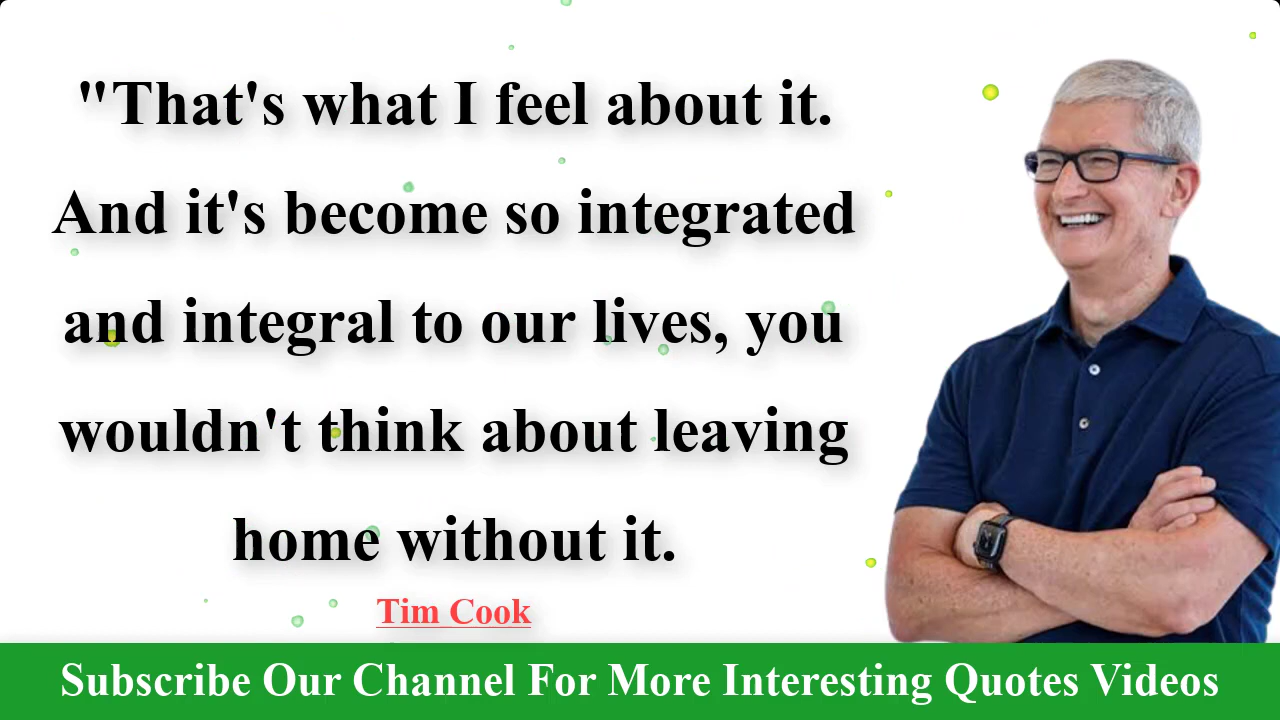 "That's what I feel about it.
And it's become so integrated
and integral to our lives, you
wouldn't think about leaving
home without it.
Tim Cook
Subscribe Our Channel For More Interesting Quotes Videos